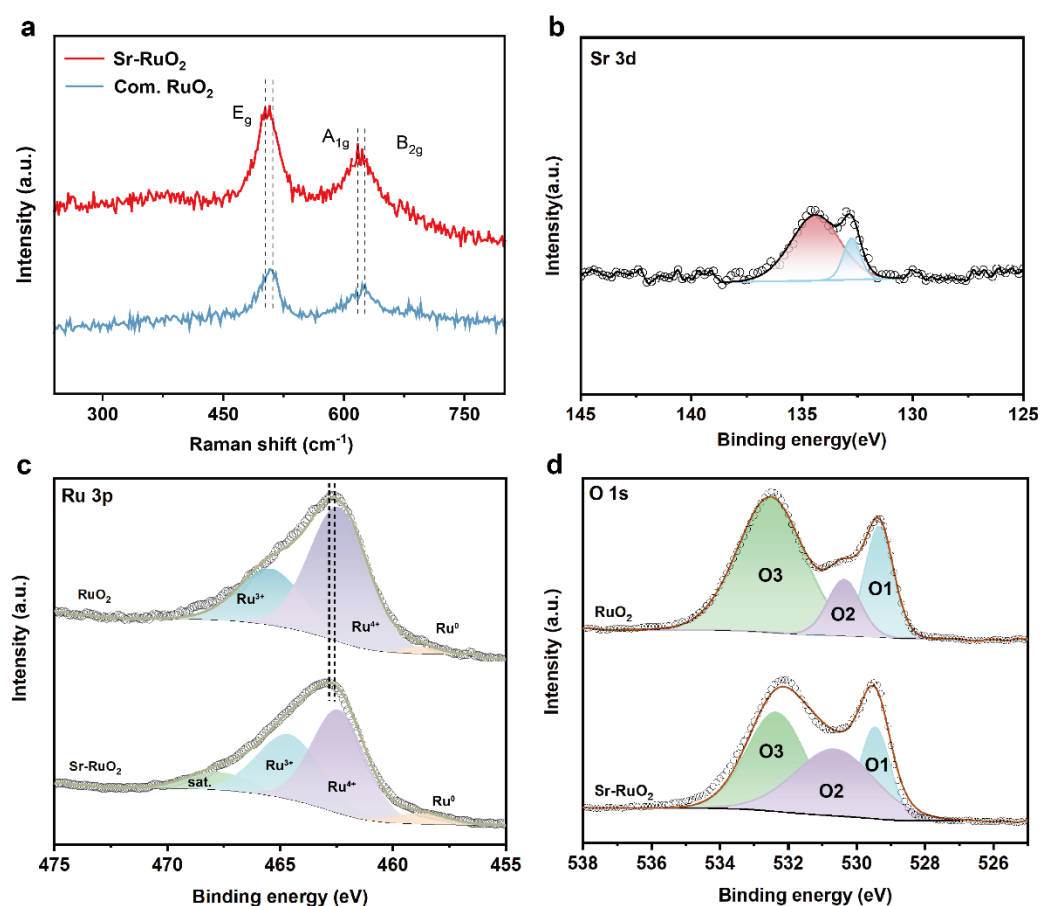 a
Sr-RuO₂
Com. RuO₂
E_g
A_1g
B_2g
Intensity (a.u.)
300 450 600 750
Raman shift (cm⁻¹)
b
Sr 3d
Intensity(a.u.)
145 140 135 130 125
Binding energy(eV)
c
Ru 3p
RuO₂
Ru³⁺
Ru⁴⁺
Ru⁰
Sr-RuO₂
sat.
Ru³⁺
Ru⁴⁺
Ru⁰
Intensity (a.u.)
475 470 465 460 455
Binding energy (eV)
d
O 1s
O3
O2
O1
RuO₂
O3
O2
O1
Sr-RuO₂
Intensity (a.u.)
538 536 534 532 530 528 526
Binding energy (eV)